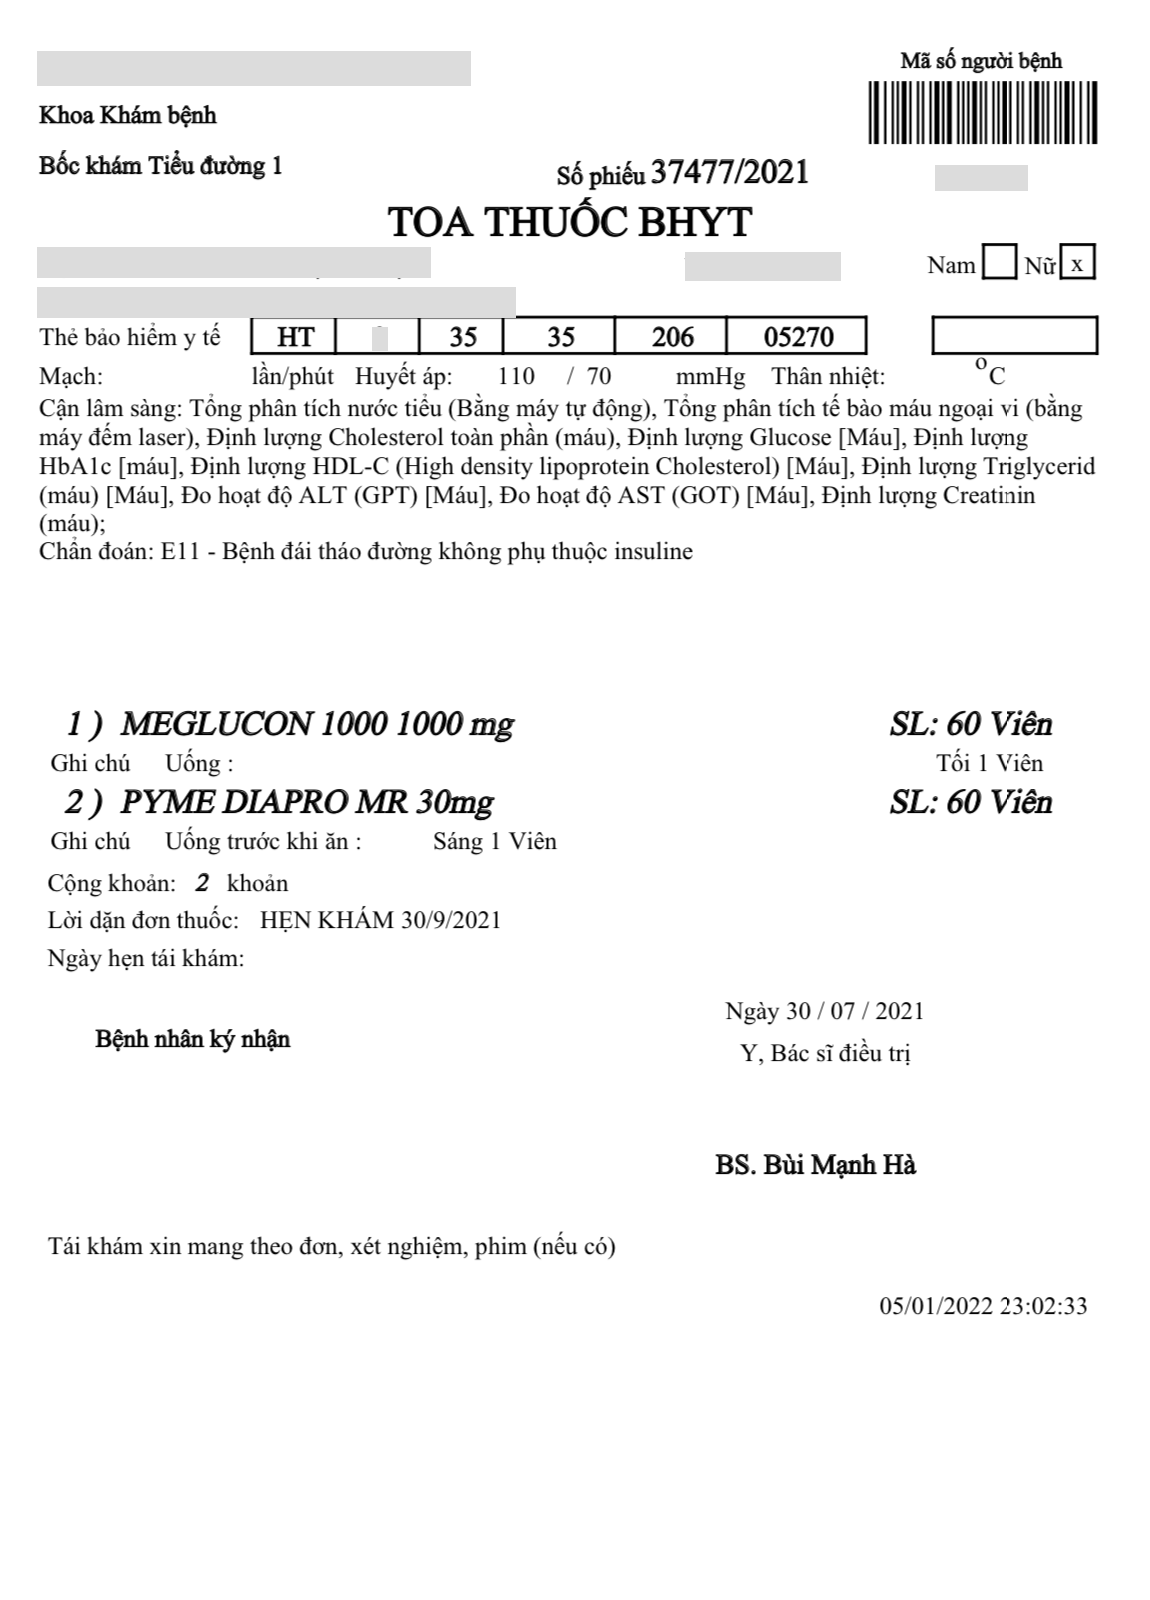 Mã số người bệnh
Khoa Khám bệnh
Bốc khám Tiểu đường 1
Số phiếu 37477/2021
TOA THUỐC BHYT
Nam Nữ x
Thẻ bảo hiểm y tế HT 35 35 206 05270
Mạch: lần/phút Huyết áp: 110 / 70 mmHg Thân nhiệt: °C
Cận lâm sàng: Tổng phân tích nước tiểu (Bằng máy tự động), Tổng phân tích tế bào máu ngoại vi (bằng
máy đếm laser), Định lượng Cholesterol toàn phần (máu), Định lượng Glucose [Máu], Định lượng
HbA1c [máu], Định lượng HDL-C (High density lipoprotein Cholesterol) [Máu], Định lượng Triglycerid
(máu) [Máu], Đo hoạt độ ALT (GPT) [Máu], Đo hoạt độ AST (GOT) [Máu], Định lượng Creatinin
(máu);
Chẩn đoán: E11 - Bệnh đái tháo đường không phụ thuộc insuline
1 ) MEGLUCON 1000 1000 mg SL: 60 Viên
Ghi chú Uống : Tối 1 Viên
2 ) PYME DIAPRO MR 30mg SL: 60 Viên
Ghi chú Uống trước khi ăn : Sáng 1 Viên
Cộng khoản: 2 khoản
Lời dặn đơn thuốc: HẸN KHÁM 30/9/2021
Ngày hẹn tái khám:
Ngày 30 / 07 / 2021
Bệnh nhân ký nhận
Y, Bác sĩ điều trị
BS. Bùi Mạnh Hà
Tái khám xin mang theo đơn, xét nghiệm, phim (nếu có)
05/01/2022 23:02:33